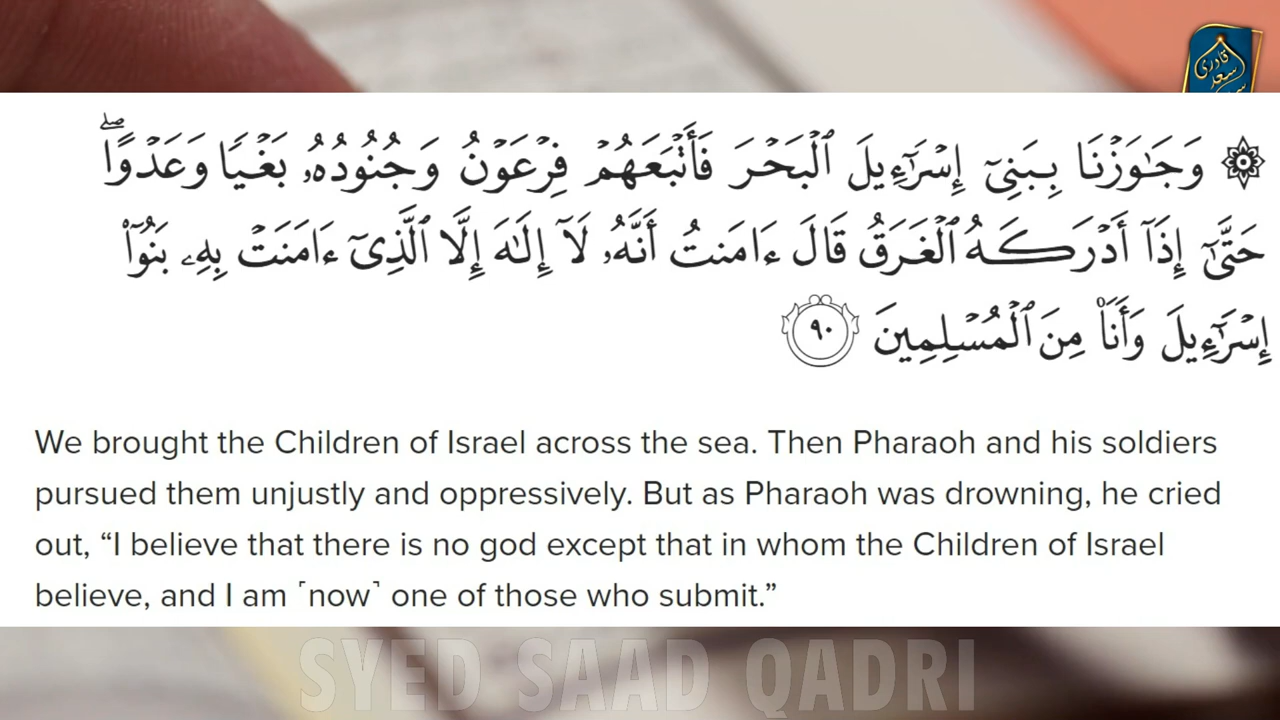 قادری
سعد
۞ وَجَـٰوَزْنَا بِبَنِىٓ إِسْرَٰٓءِيلَ ٱلْبَحْرَ فَأَتْبَعَهُمْ فِرْعَوْنُ وَجُنُودُهُۥ بَغْيًا وَعَدْوًا ۖ
حَتَّىٰٓ إِذَآ أَدْرَكَهُ ٱلْغَرَقُ قَالَ ءَامَنتُ أَنَّهُۥ لَآ إِلَـٰهَ إِلَّا ٱلَّذِىٓ ءَامَنَتْ بِهِۦ بَنُوٓا۟
إِسْرَٰٓءِيلَ وَأَنَا۠ مِنَ ٱلْمُسْلِمِينَ ٩٠
We brought the Children of Israel across the sea. Then Pharaoh and his soldiers
pursued them unjustly and oppressively. But as Pharaoh was drowning, he cried
out, “I believe that there is no god except that in whom the Children of Israel
believe, and I am ˹now˺ one of those who submit.”
SYED SAAD QADRI